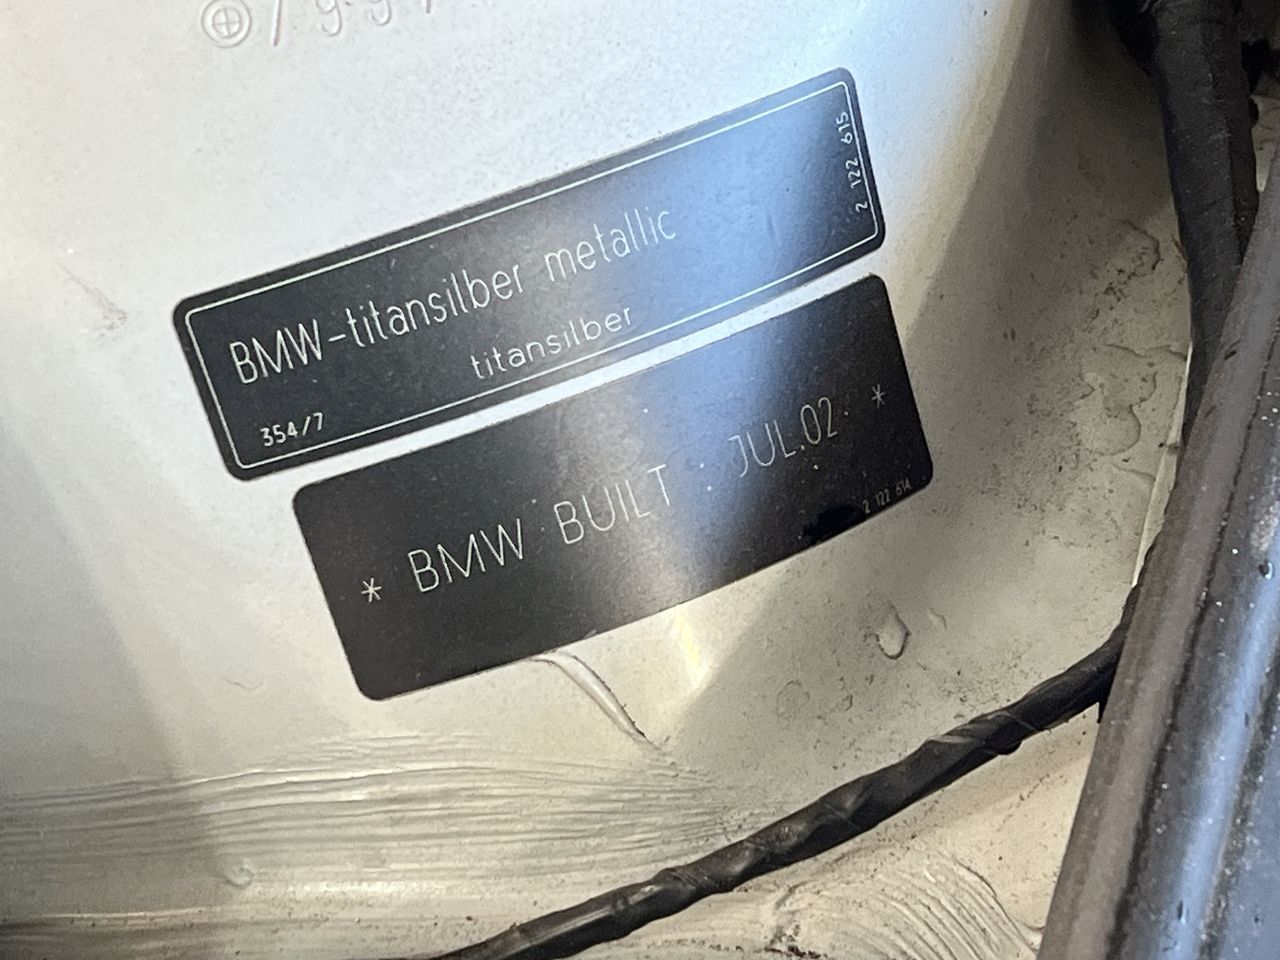 BMW-titansilber metallic
titansilber
354/7
2 122 615
* BMW BUILT : JUL.02 *
2 122 614